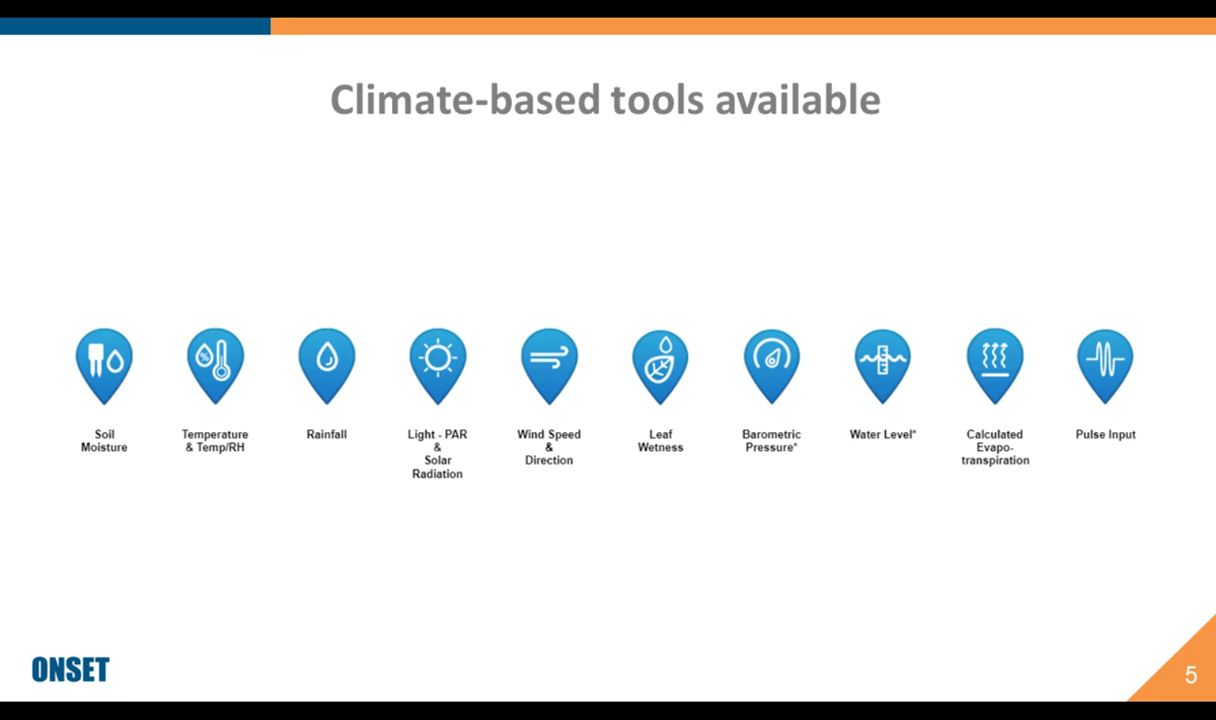 Climate-based tools available
%
Soil
Moisture
Temperature
& Temp/RH
Rainfall
Light - PAR
&
Solar
Radiation
Wind Speed
&
Direction
Leaf
Wetness
Barometric
Pressure*
Water Level*
Calculated
Evapo-
transpiration
Pulse Input
ONSET
5